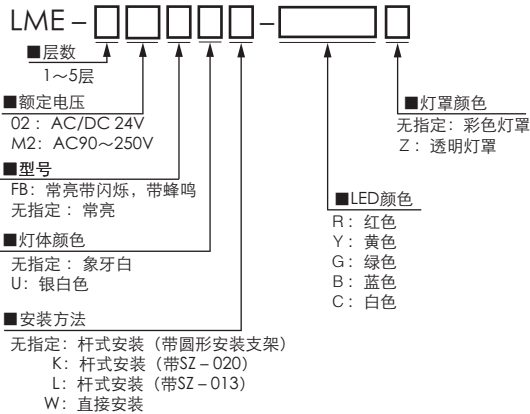 LME–□□□□□–□□
■层数
1～5层
■额定电压
02： AC/DC 24V
M2：AC90～250V
■型号
FB：常亮带闪烁，带蜂鸣
无指定 ：常亮
■灯体颜色
无指定 ：象牙白
U：银白色
■安装方法
无指定：杆式安装（带圆形安装支架）
K：杆式安装（带SZ – 020）
L：杆式安装（带SZ – 013）
W：直接安装
■LED颜色
R：红色
Y：黄色
G：绿色
B：蓝色
C：白色
■灯罩颜色
无指定：彩色灯罩
Z ：透明灯罩